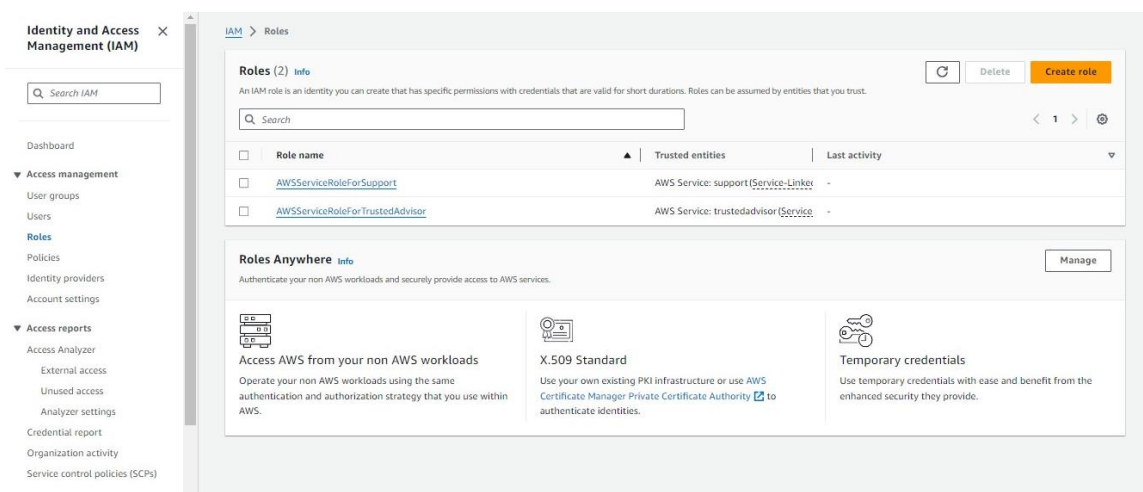 Identity and Access
Management (IAM)
Search IAM
Dashboard
Access management
User groups
Users
Roles
Policies
Identity providers
Account settings
Access reports
Access Analyzer
External access
Unused access
Analyzer settings
Credential report
Organization activity
Service control policies (SCPs)
IAM > Roles
Roles (2) Info
Delete
Create role
An IAM role is an identity you can create that has specific permissions with credentials that are valid for short durations. Roles can be assumed by entities that you trust.
Search
1
Role name Trusted entities Last activity
AWSServiceRoleForSupport AWS Service: support (Service-Linked -
AWSServiceRoleForTrustedAdvisor AWS Service: trustedadvisor (Service -
Roles Anywhere Info
Manage
Authenticate your non AWS workloads and securely provide access to AWS services.
Access AWS from your non AWS workloads
Operate your non AWS workloads using the same
authentication and authorization strategy that you use within
AWS.
X.509 Standard
Use your own existing PKI infrastructure or use AWS
Certificate Manager Private Certificate Authority to
authenticate identities.
Temporary credentials
Use temporary credentials with ease and benefit from the
enhanced security they provide.